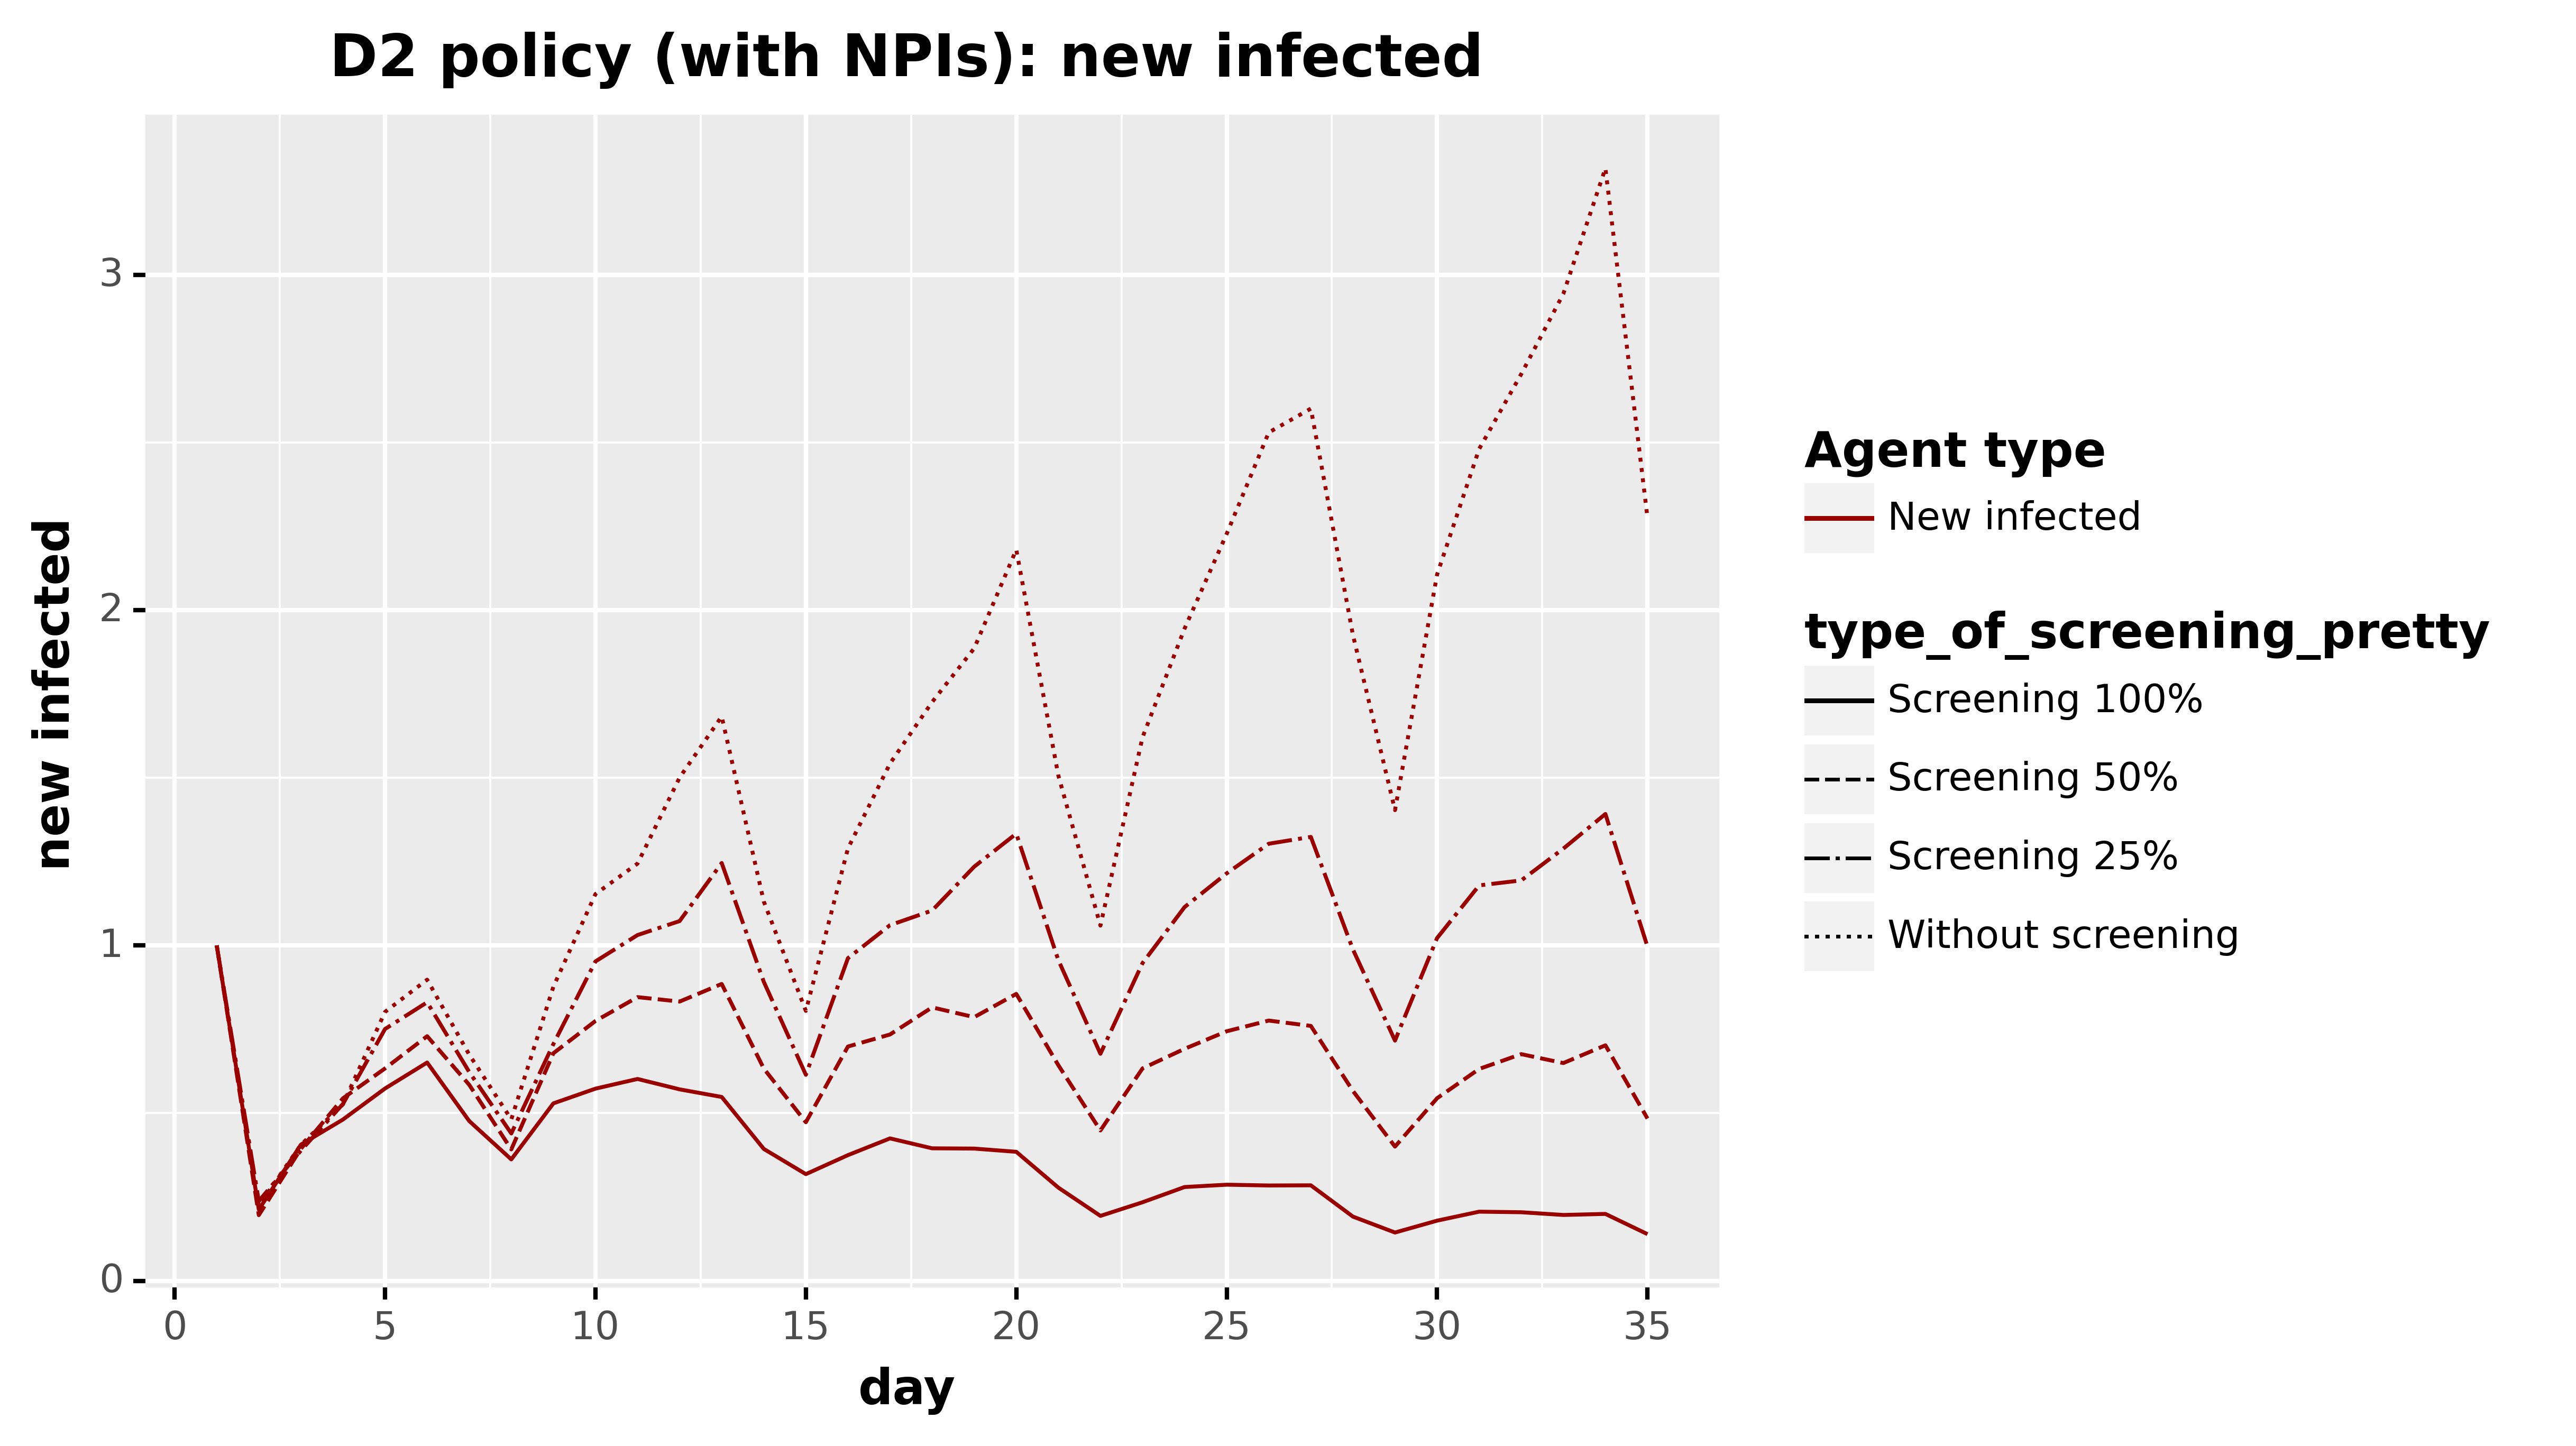 D2 policy (with NPIs): new infected
new infected
3
2
1
0
0 5 10 15 20 25 30 35
day
Agent type
New infected
type_of_screening_pretty
Screening 100%
Screening 50%
Screening 25%
Without screening